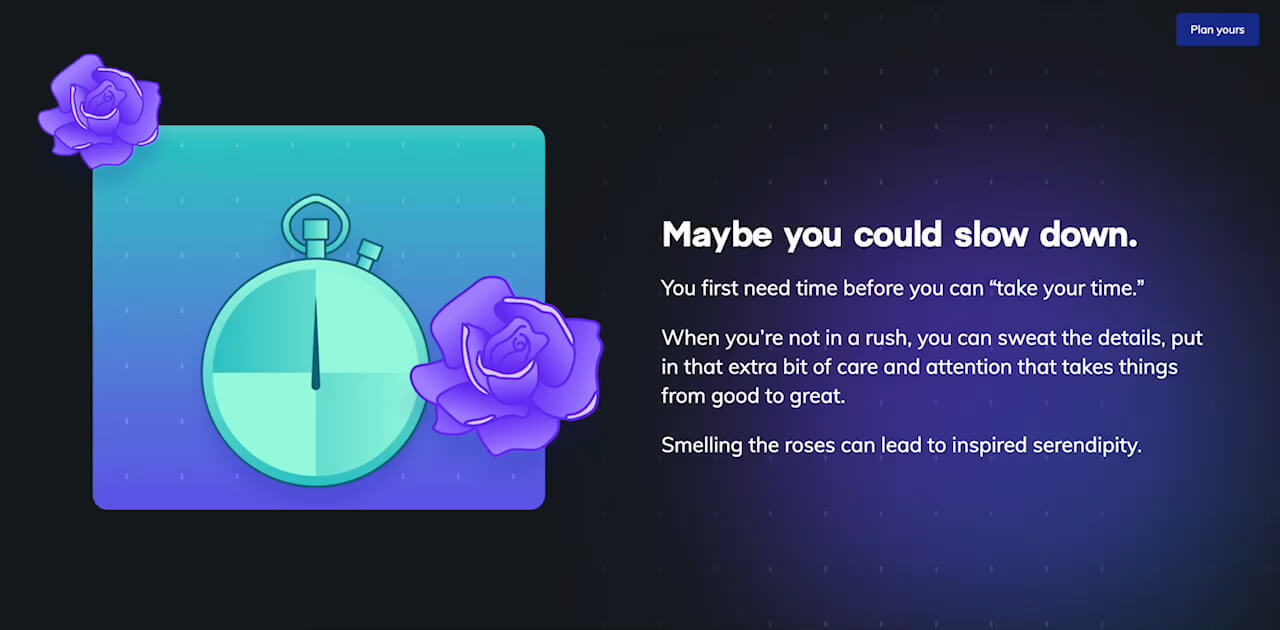 Plan yours
Maybe you could slow down.
You first need time before you can “take your time.”
When you’re not in a rush, you can sweat the details, put
in that extra bit of care and attention that takes things
from good to great.
Smelling the roses can lead to inspired serendipity.